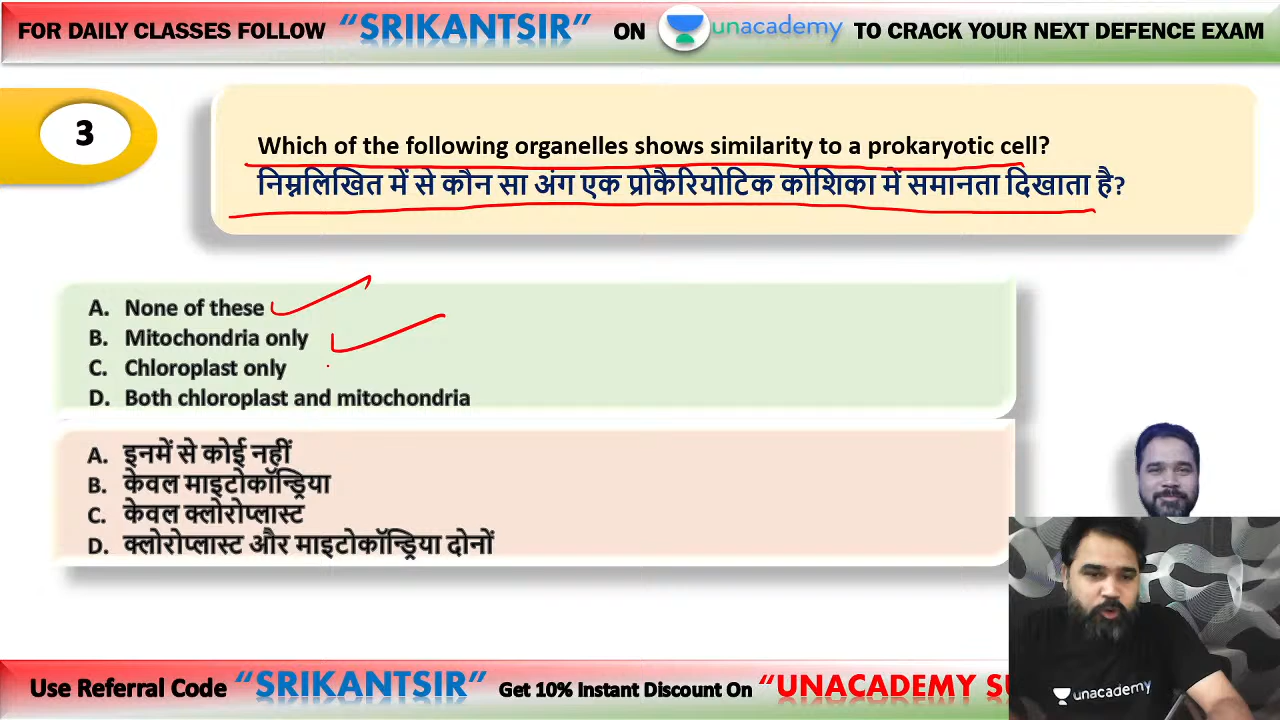 FOR DAILY CLASSES FOLLOW “SRIKANTSIR” ON unacademy TO CRACK YOUR NEXT DEFENCE EXAM
3
Which of the following organelles shows similarity to a prokaryotic cell?
निम्नलिखित में से कौन सा अंग एक प्रोकैरियोटिक कोशिका में समानता दिखाता है?
A. None of these
B. Mitochondria only
C. Chloroplast only
D. Both chloroplast and mitochondria
A. इनमें से कोई नहीं
B. केवल माइटोकॉन्ड्रिया
C. केवल क्लोरोप्लास्ट
D. क्लोरोप्लास्ट और माइटोकॉन्ड्रिया दोनों
unacademy
Use Referral Code “SRIKANTSIR” Get 10% Instant Discount On “UNACADEMY